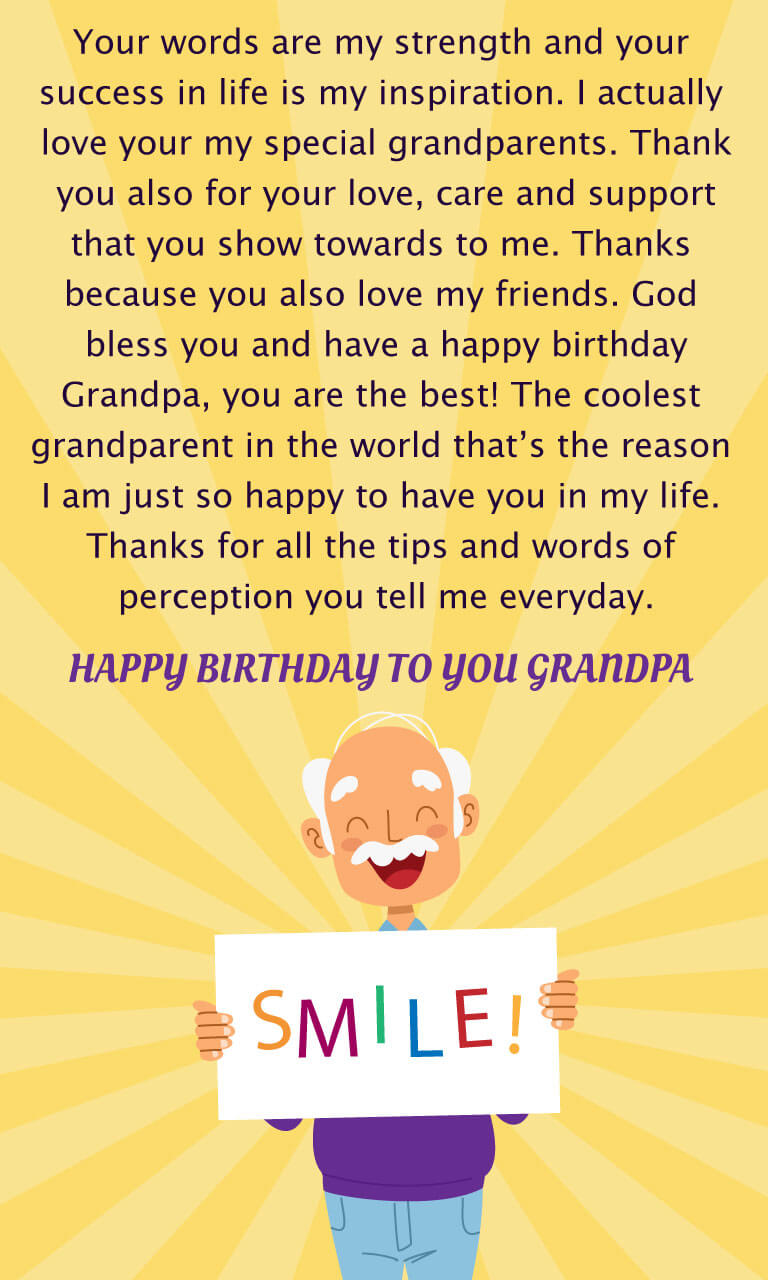 Your words are my strength and your
success in life is my inspiration. I actually
love your my special grandparents. Thank
you also for your love, care and support
that you show towards to me. Thanks
because you also love my friends. God
bless you and have a happy birthday
Grandpa, you are the best! The coolest
grandparent in the world that’s the reason
I am just so happy to have you in my life.
Thanks for all the tips and words of
perception you tell me everyday.
HAPPY BIRTHDAY TO YOU GRANDPA
SMILE!